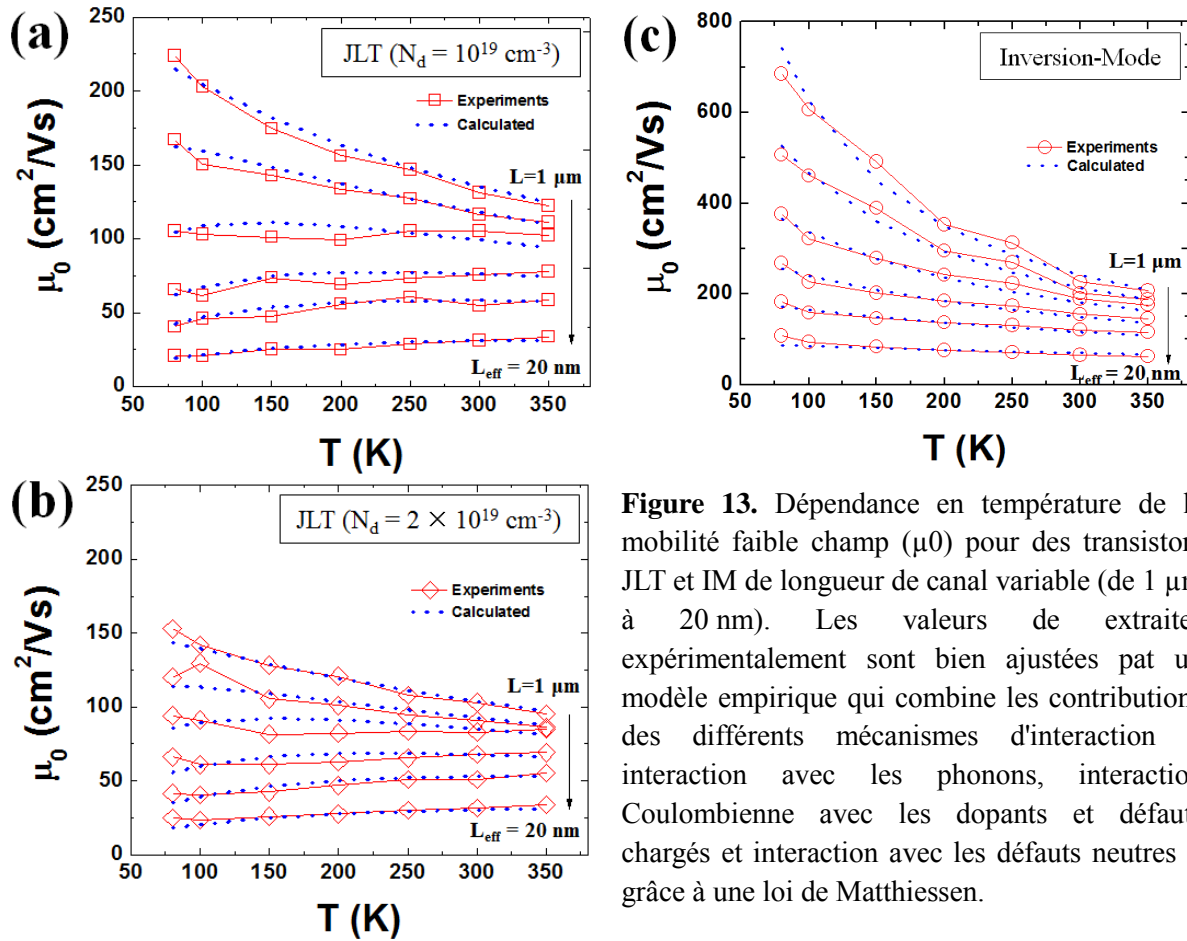 (a)
250
200
150
100
50
0
μ₀ (cm²/Vs)
JLT (Nd = 10¹⁹ cm⁻³)
Experiments
Calculated
L=1 μm
Leff = 20 nm
50 100 150 200 250 300 350
T (K)
(c)
800
600
400
200
0
μ₀ (cm²/Vs)
Inversion-Mode
Experiments
Calculated
L=1 μm
Leff = 20 nm
50 100 150 200 250 300 350
T (K)
(b)
250
200
150
100
50
0
μ₀ (cm²/Vs)
JLT (Nd = 2 × 10¹⁹ cm⁻³)
Experiments
Calculated
L=1 μm
Leff = 20 nm
50 100 150 200 250 300 350
T (K)
Figure 13. Dépendance en température de l
mobilité faible champ (µ0) pour des transistor
JLT et IM de longueur de canal variable (de 1 µm
à 20 nm). Les valeurs de extraite
expérimentalement sont bien ajustées pat u
modèle empirique qui combine les contribution
des différents mécanismes d'interaction
interaction avec les phonons, interactio
Coulombienne avec les dopants et défaut
chargés et interaction avec les défauts neutres
grâce à une loi de Matthiessen.